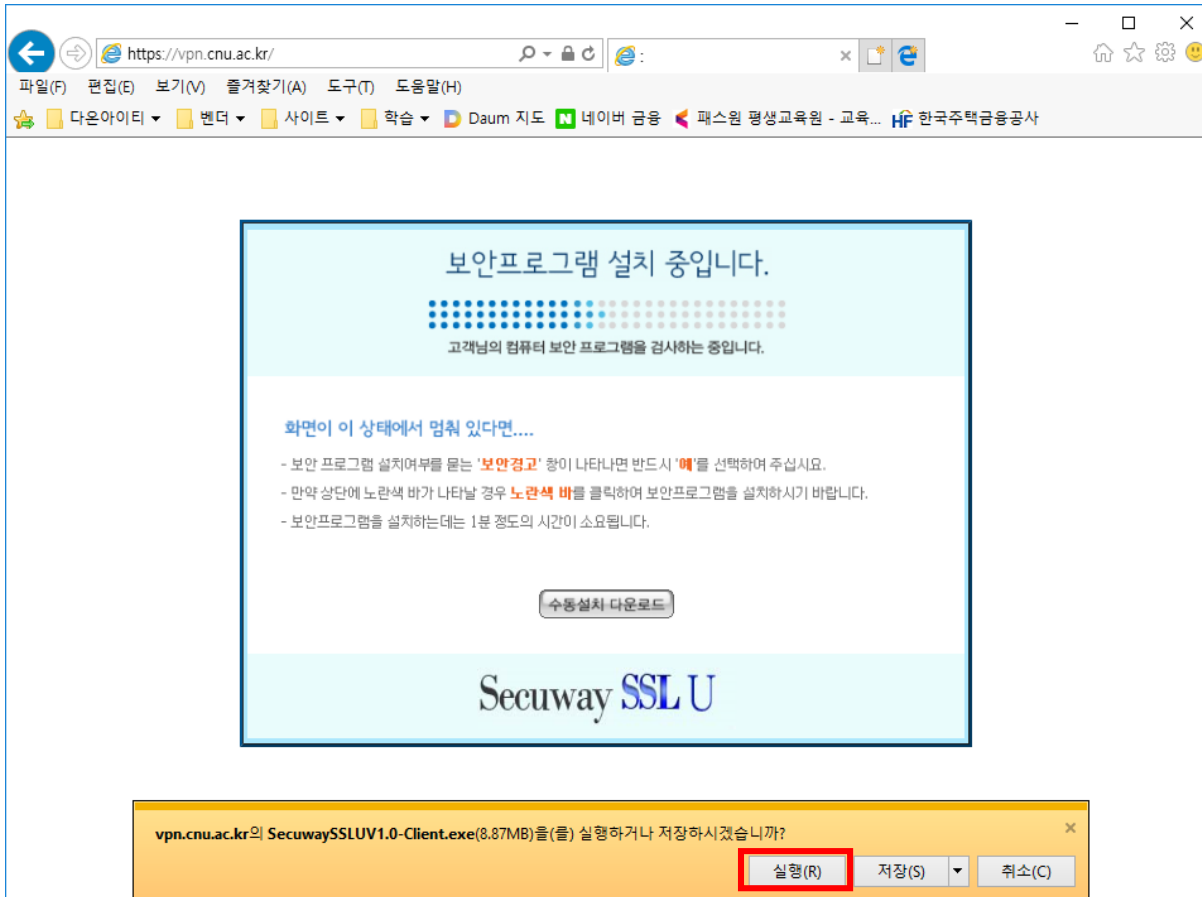 https://vpn.cnu.ac.kr/
:
파일(F) 편집(E) 보기(V) 즐겨찾기(A) 도구(T) 도움말(H)
다온아이티 벤더 사이트 학습 Daum 지도 네이버 금융 패스원 평생교육원 - 교육... 한국주택금융공사
보안프로그램 설치 중입니다.
고객님의 컴퓨터 보안 프로그램을 검사하는 중입니다.
화면이 이 상태에서 멈춰 있다면....
- 보안 프로그램 설치여부를 묻는 '보안경고' 창이 나타나면 반드시 '예'를 선택하여 주십시요.
- 만약 상단에 노란색 바가 나타날 경우 노란색 바를 클릭하여 보안프로그램을 설치하시기 바랍니다.
- 보안프로그램을 설치하는데는 1분 정도의 시간이 소요됩니다.
수동설치 다운로드
Secuway SSL U
vpn.cnu.ac.kr의 SecuwaySSLUV1.0-Client.exe(8.87MB)을(를) 실행하거나 저장하시겠습니까?
실행(R) 저장(S) 취소(C)